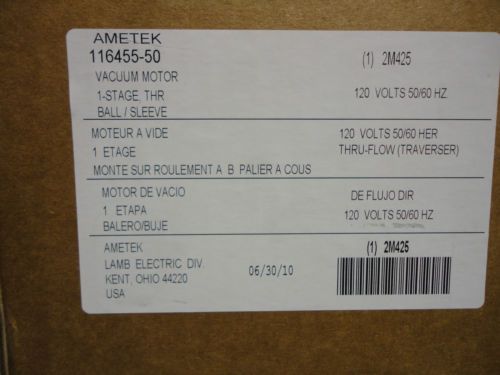 AMETEK
116455-50 (1) 2M425
VACUUM MOTOR
1-STAGE, THR 120 VOLTS 50/60 HZ
BALL / SLEEVE
MOTEUR A VIDE 120 VOLTS 50/60 HER
1 ETAGE THRU-FLOW (TRAVERSER)
MONTE SUR ROULEMENT A B PALIER A COUS
MOTOR DE VACIO DE FLUJO DIR
1 ETAPA 120 VOLTS 50/60 HZ
BALERO/BUJE
AMETEK (1) 2M425
LAMB ELECTRIC DIV.
KENT, OHIO 44220 06/30/10
USA